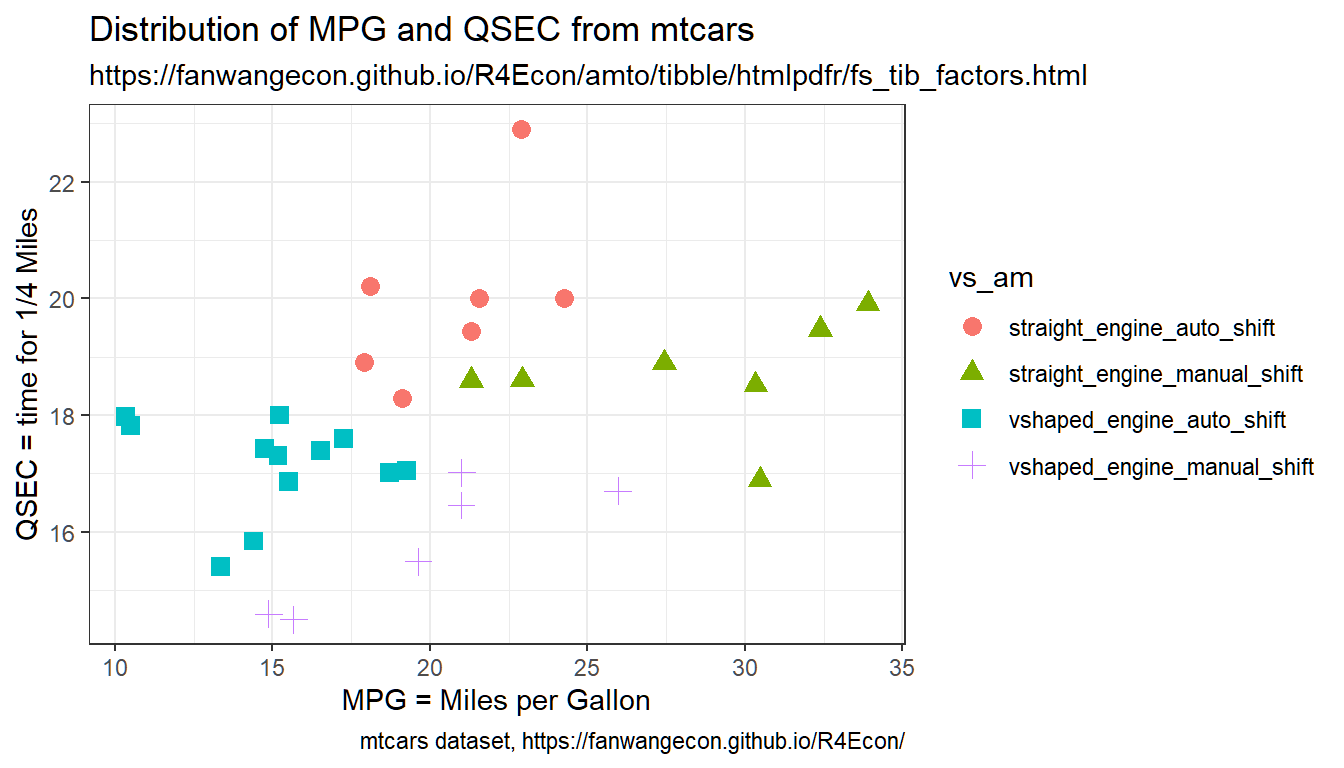 Distribution of MPG and QSEC from mtcars
https://fanwangecon.github.io/R4Econ/amto/tibble/htmlpdfr/fs_tib_factors.html
QSEC = time for 1/4 Miles
22
20
18
16
10 15 20 25 30 35
MPG = Miles per Gallon
mtcars dataset, https://fanwangecon.github.io/R4Econ/
vs_am
straight_engine_auto_shift
straight_engine_manual_shift
vshaped_engine_auto_shift
vshaped_engine_manual_shift